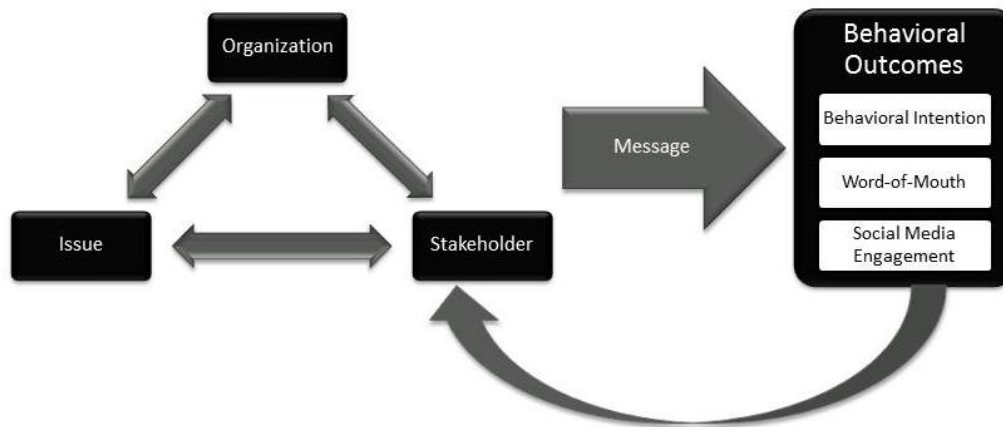 Organization
Issue
Stakeholder
Message
Behavioral
Outcomes
Behavioral Intention
Word-of-Mouth
Social Media
Engagement